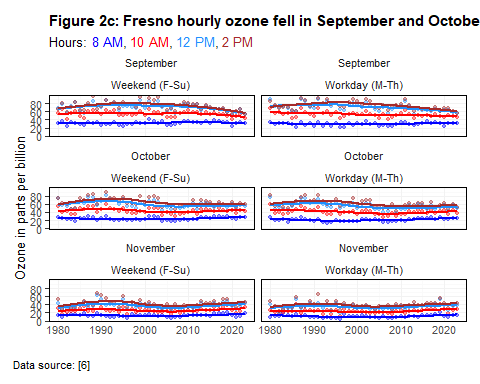 Figure 2c: Fresno hourly ozone fell in September and Octobe
Hours: 8 AM, 10 AM, 12 PM, 2 PM
September September
Weekend (F-Su) Workday (M-Th)
80
60
40
20
0
October October
Weekend (F-Su) Workday (M-Th)
80
60
40
20
0
November November
Weekend (F-Su) Workday (M-Th)
80
60
40
20
0
1980 1990 2000 2010 2020 1980 1990 2000 2010 2020
Ozone in parts per billion
Data source: [6]